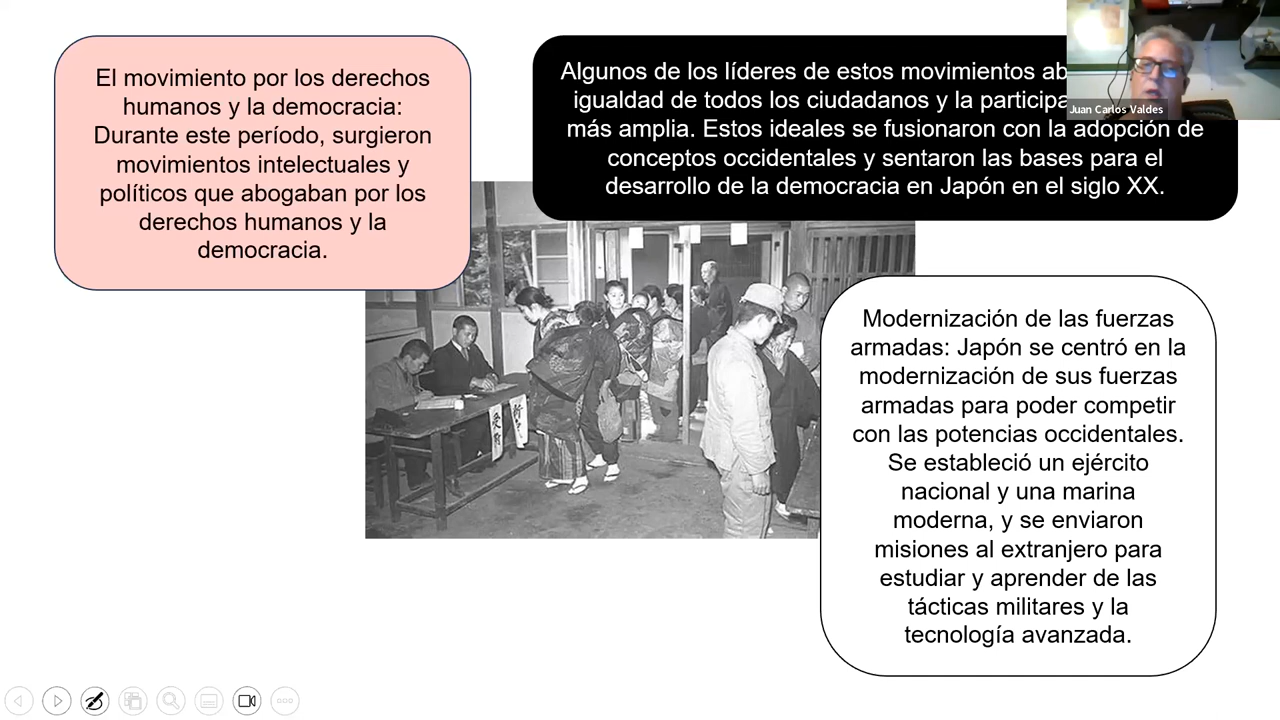 El movimiento por los derechos
humanos y la democracia:
Durante este período, surgieron
movimientos intelectuales y
políticos que abogaban por los
derechos humanos y la
democracia.
Algunos de los líderes de estos movimientos
igualdad de todos los ciudadanos y la
más amplia. Estos ideales se fusionaron con la adopción de
conceptos occidentales y sentaron las bases para el
desarrollo de la democracia en Japón en el siglo XX.
Juan Carlos Valdes
Modernización de las fuerzas
armadas: Japón se centró en la
modernización de sus fuerzas
armadas para poder competir
con las potencias occidentales.
Se estableció un ejército
nacional y una marina
moderna, y se enviaron
misiones al extranjero para
estudiar y aprender de las
tácticas militares y la
tecnología avanzada.